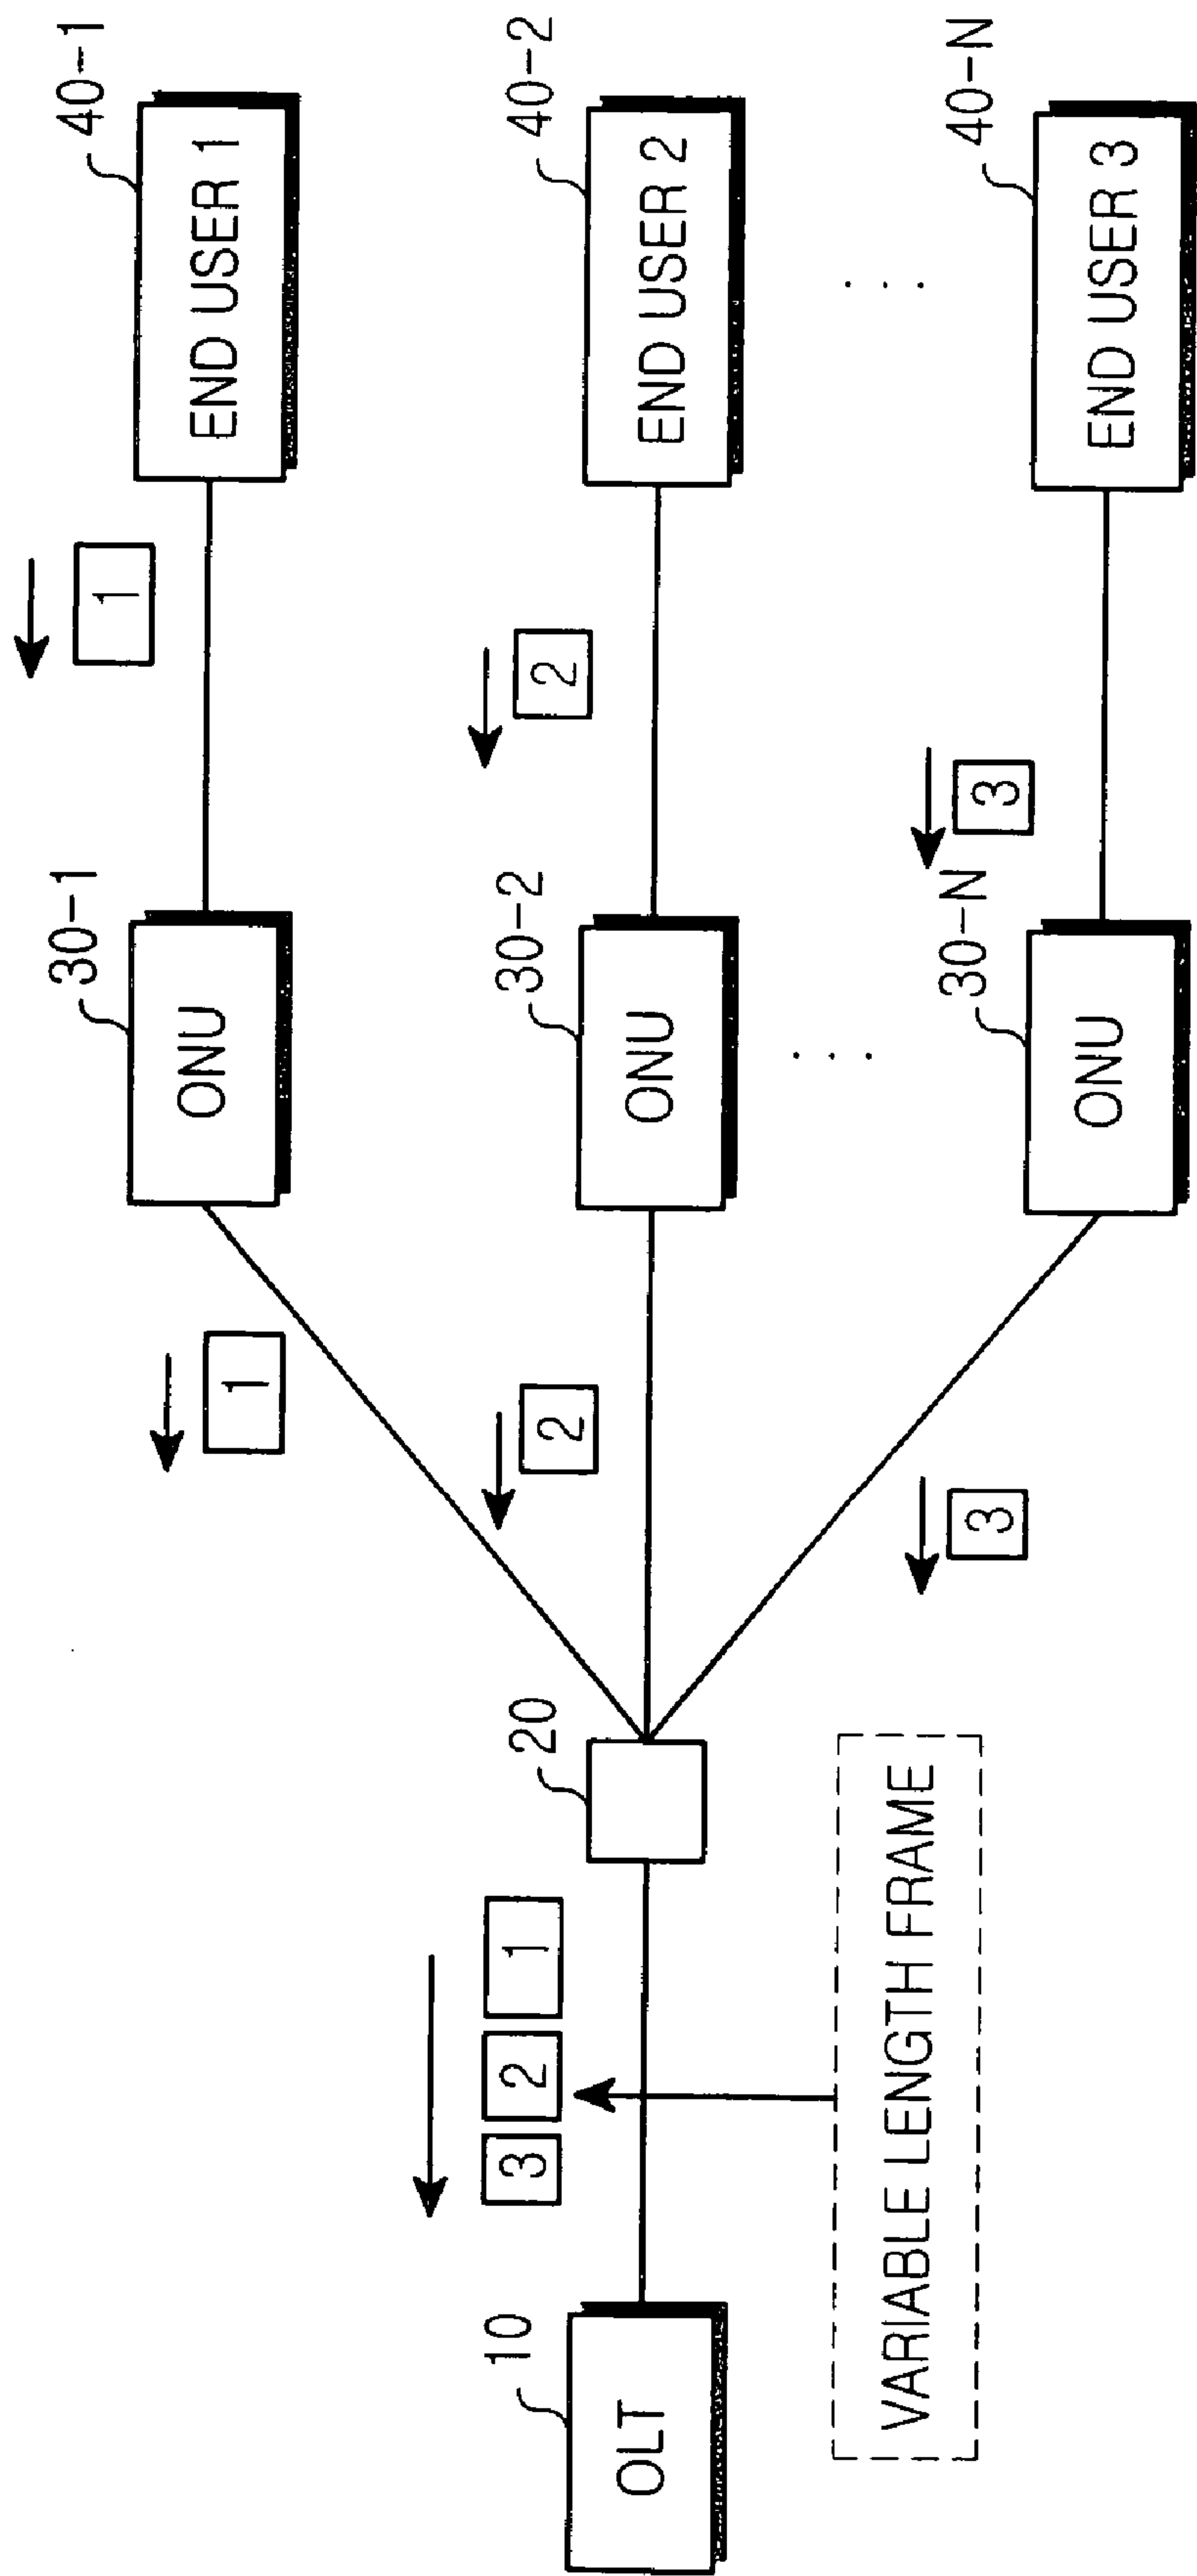 40-1
END USER 1
1
30-1
ONU
1
40-2
END USER 2
2
30-2
ONU
2
...
...
40-N
END USER 3
3
30-N
ONU
3
20
3 2 1
10
OLT
VARIABLE LENGTH FRAME